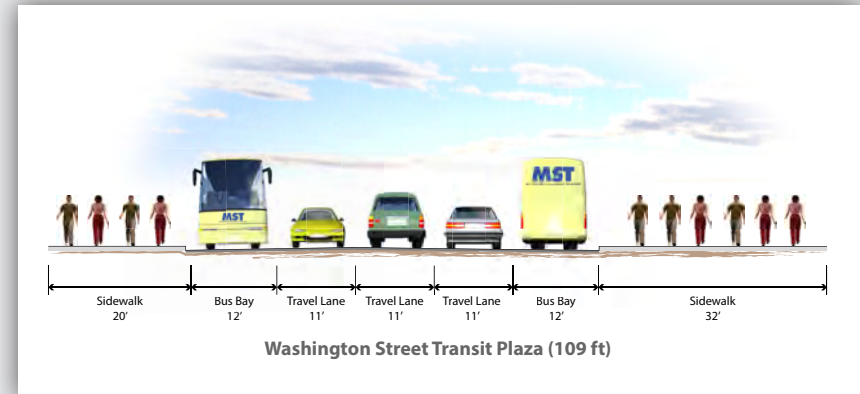 MST
MST
Sidewalk
20’
Bus Bay
12’
Travel Lane
11’
Travel Lane
11’
Travel Lane
11’
Bus Bay
12’
Sidewalk
32’
Washington Street Transit Plaza (109 ft)